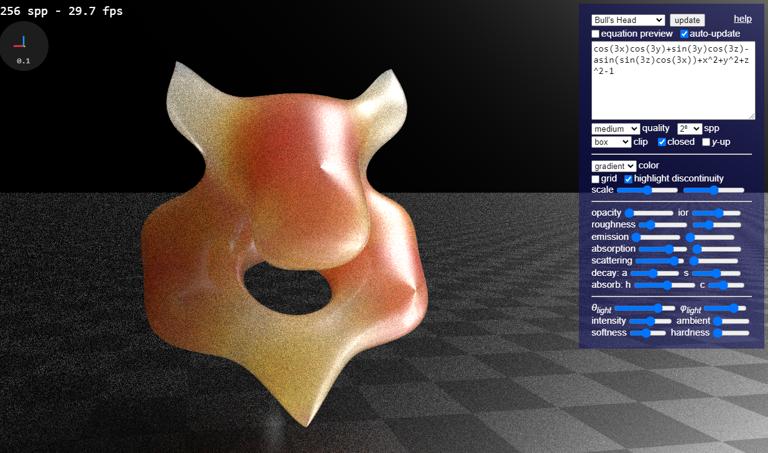 256 spp - 29.7 fps
0.1
Bull's Head update help
equation preview auto-update
cos(3x)cos(3y)+sin(3y)cos(3z)-
asin(sin(3z)cos(3x))+x^2+y^2+z
^2-1
medium quality 2⁸ spp
box clip closed y-up
gradient color
grid highlight discontinuity
scale
opacity ior
roughness
emission
absorption
scattering
decay: a s
absorb: h c
θlight φlight
intensity ambient
softness hardness